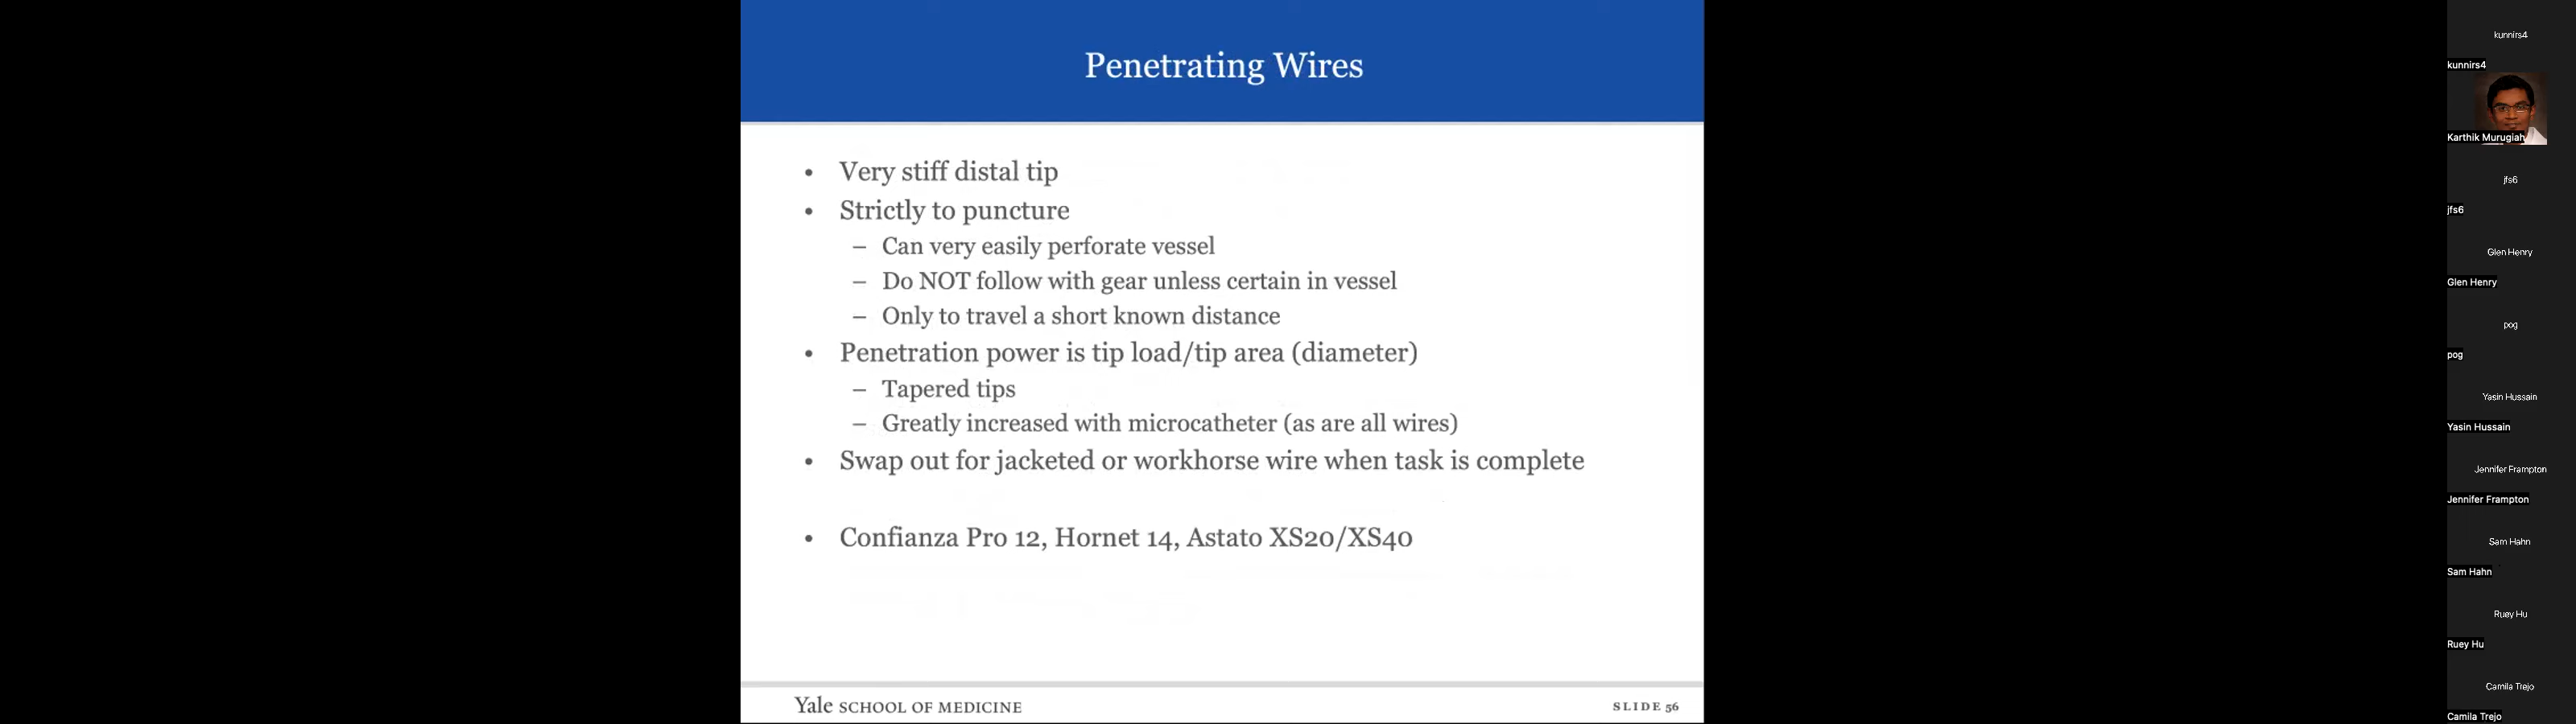 Penetrating Wires
• Very stiff distal tip
• Strictly to puncture
– Can very easily perforate vessel
– Do NOT follow with gear unless certain in vessel
– Only to travel a short known distance
• Penetration power is tip load/tip area (diameter)
– Tapered tips
– Greatly increased with microcatheter (as are all wires)
• Swap out for jacketed or workhorse wire when task is complete
• Confianza Pro 12, Hornet 14, Astato XS20/XS40
Yale SCHOOL OF MEDICINE
SLIDE 56
kunnirs4
kunnirs4
Karthik Murugiah
jfs6
jfs6
Glen Henry
Glen Henry
pog
pog
Yasin Hussain
Yasin Hussain
Jennifer Frampton
Jennifer Frampton
Sam Hahn
Sam Hahn
Ruey Hu
Ruey Hu
Camila Trejo
Camila Trejo